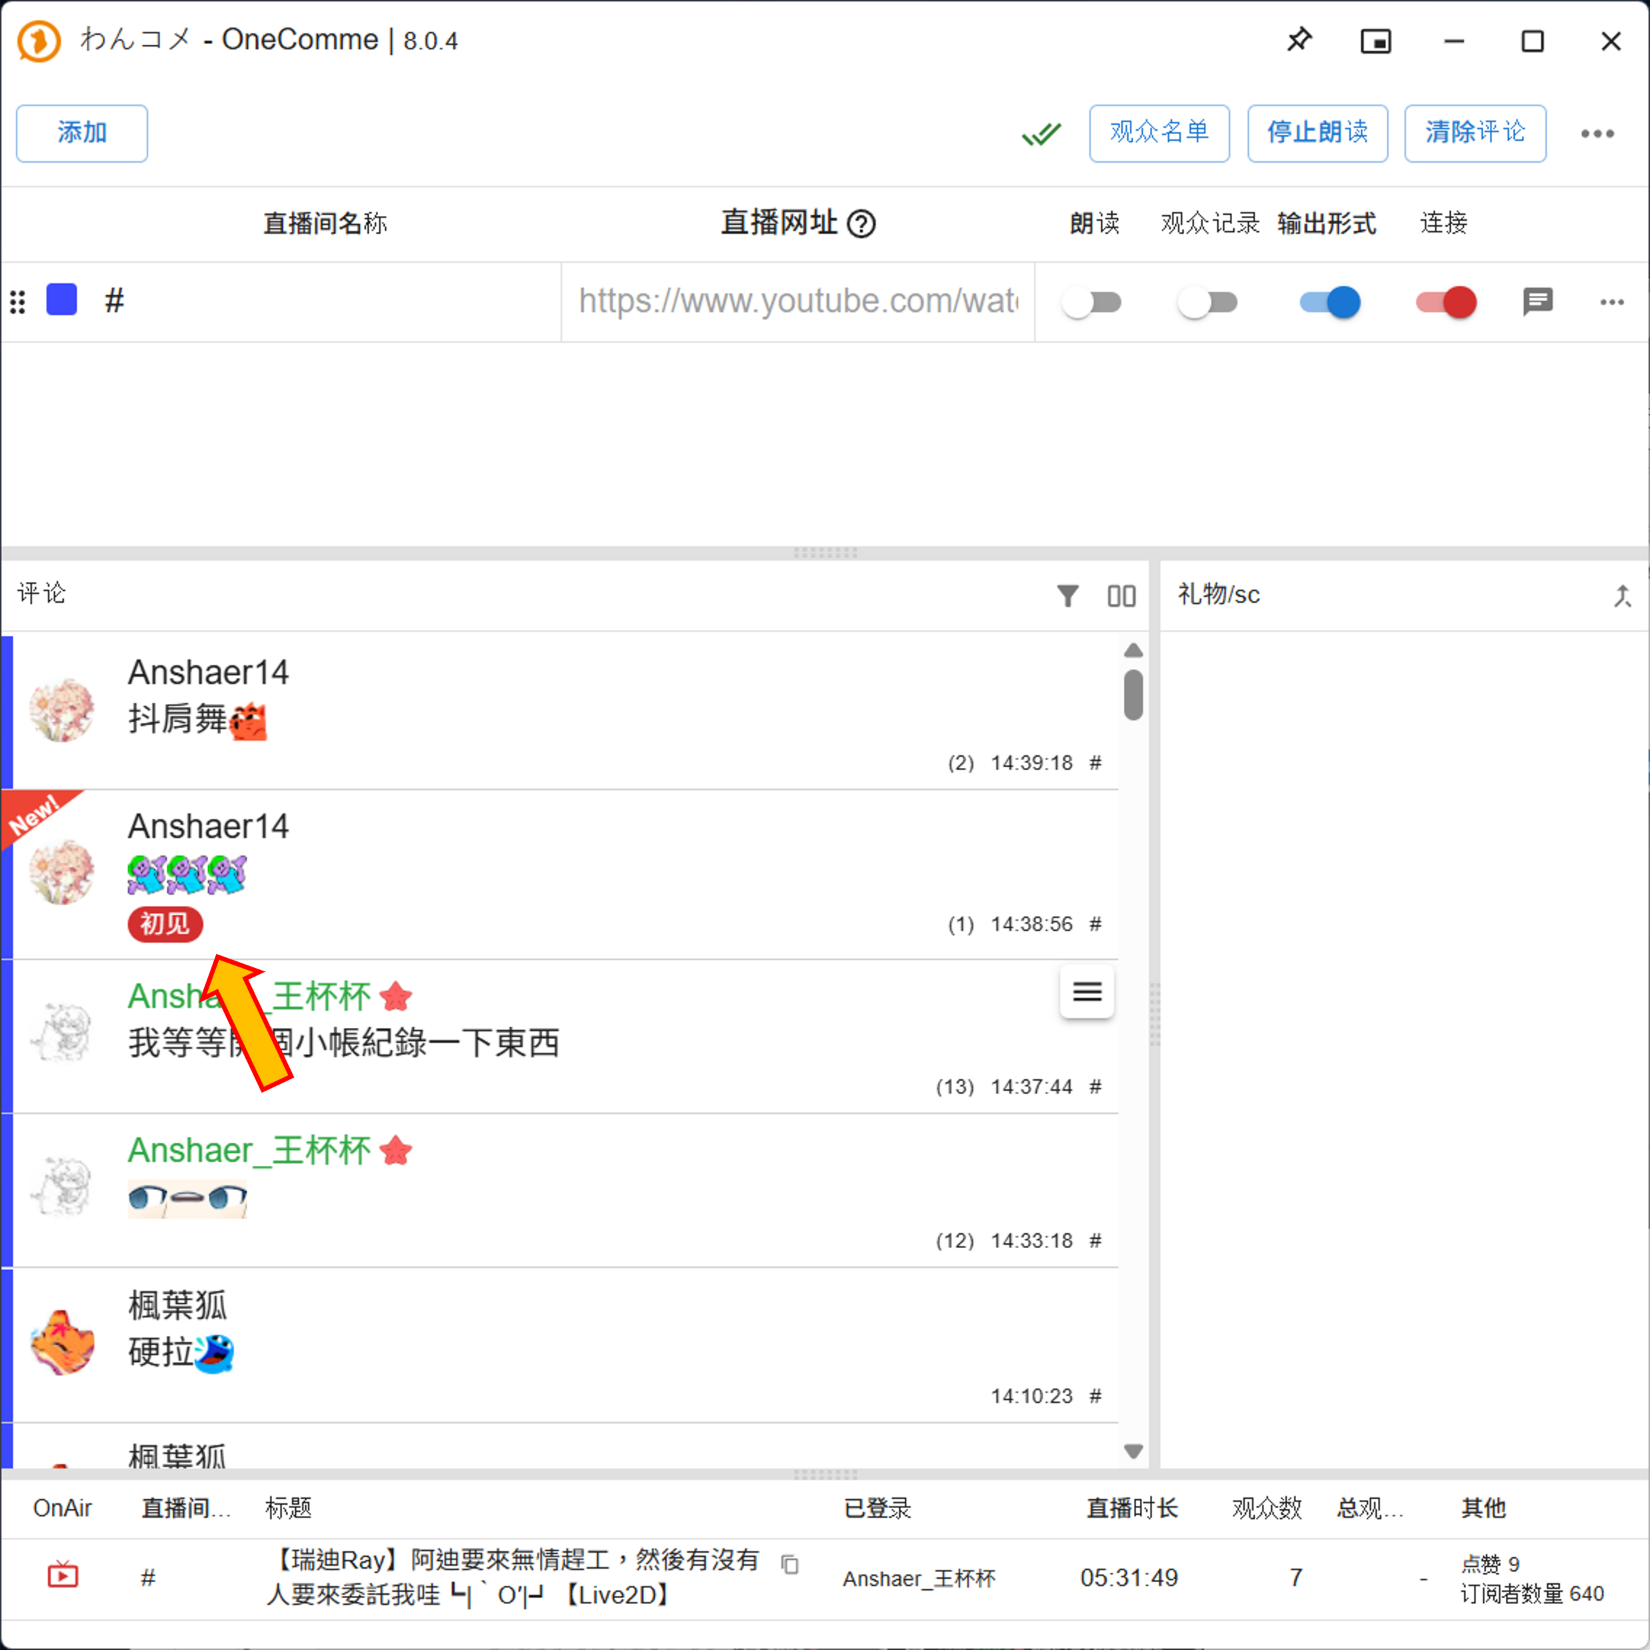 わんコメ - OneComme | 8.0.4
添加
观众名单
停止朗读
清除评论
直播间名称
直播网址
朗读
观众记录
输出形式
连接
#
https://www.youtube.com/wat
评论
礼物/sc
Anshaer14
抖肩舞
(2) 14:39:18 #
New!
Anshaer14
初见
(1) 14:38:56 #
Ansha _王杯杯
我等等 個小帳紀錄一下東西
(13) 14:37:44 #
Anshaer_王杯杯
(12) 14:33:18 #
楓葉狐
硬拉
14:10:23 #
楓葉狐
OnAir
直播间...
标题
已登录
直播时长
观众数
总观...
其他
#
【瑞迪Ray】阿迪要來無情趕工，然後有沒有
人要來委託我哇┗|｀O′|┛【Live2D】
Anshaer_王杯杯
05:31:49
7
-
点赞 9
订阅者数量 640